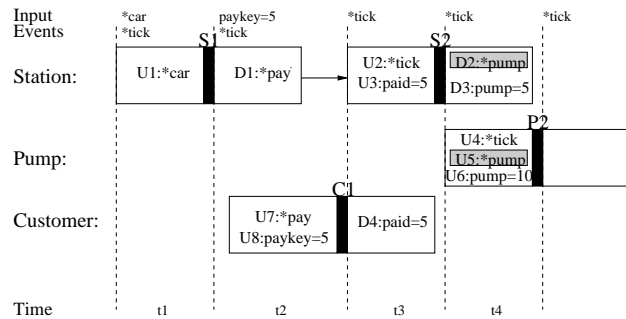 Input Events
*car
*tick
paykey=5
*tick
*tick
*tick
*tick
S1
S2
Station:
U1:*car
D1:*pay
U2:*tick
U3:paid=5
D2:*pump
D3:pump=5
P2
Pump:
U4:*tick
U5:*pump
U6:pump=10
C1
Customer:
U7:*pay
U8:paykey=5
D4:paid=5
Time
t1
t2
t3
t4